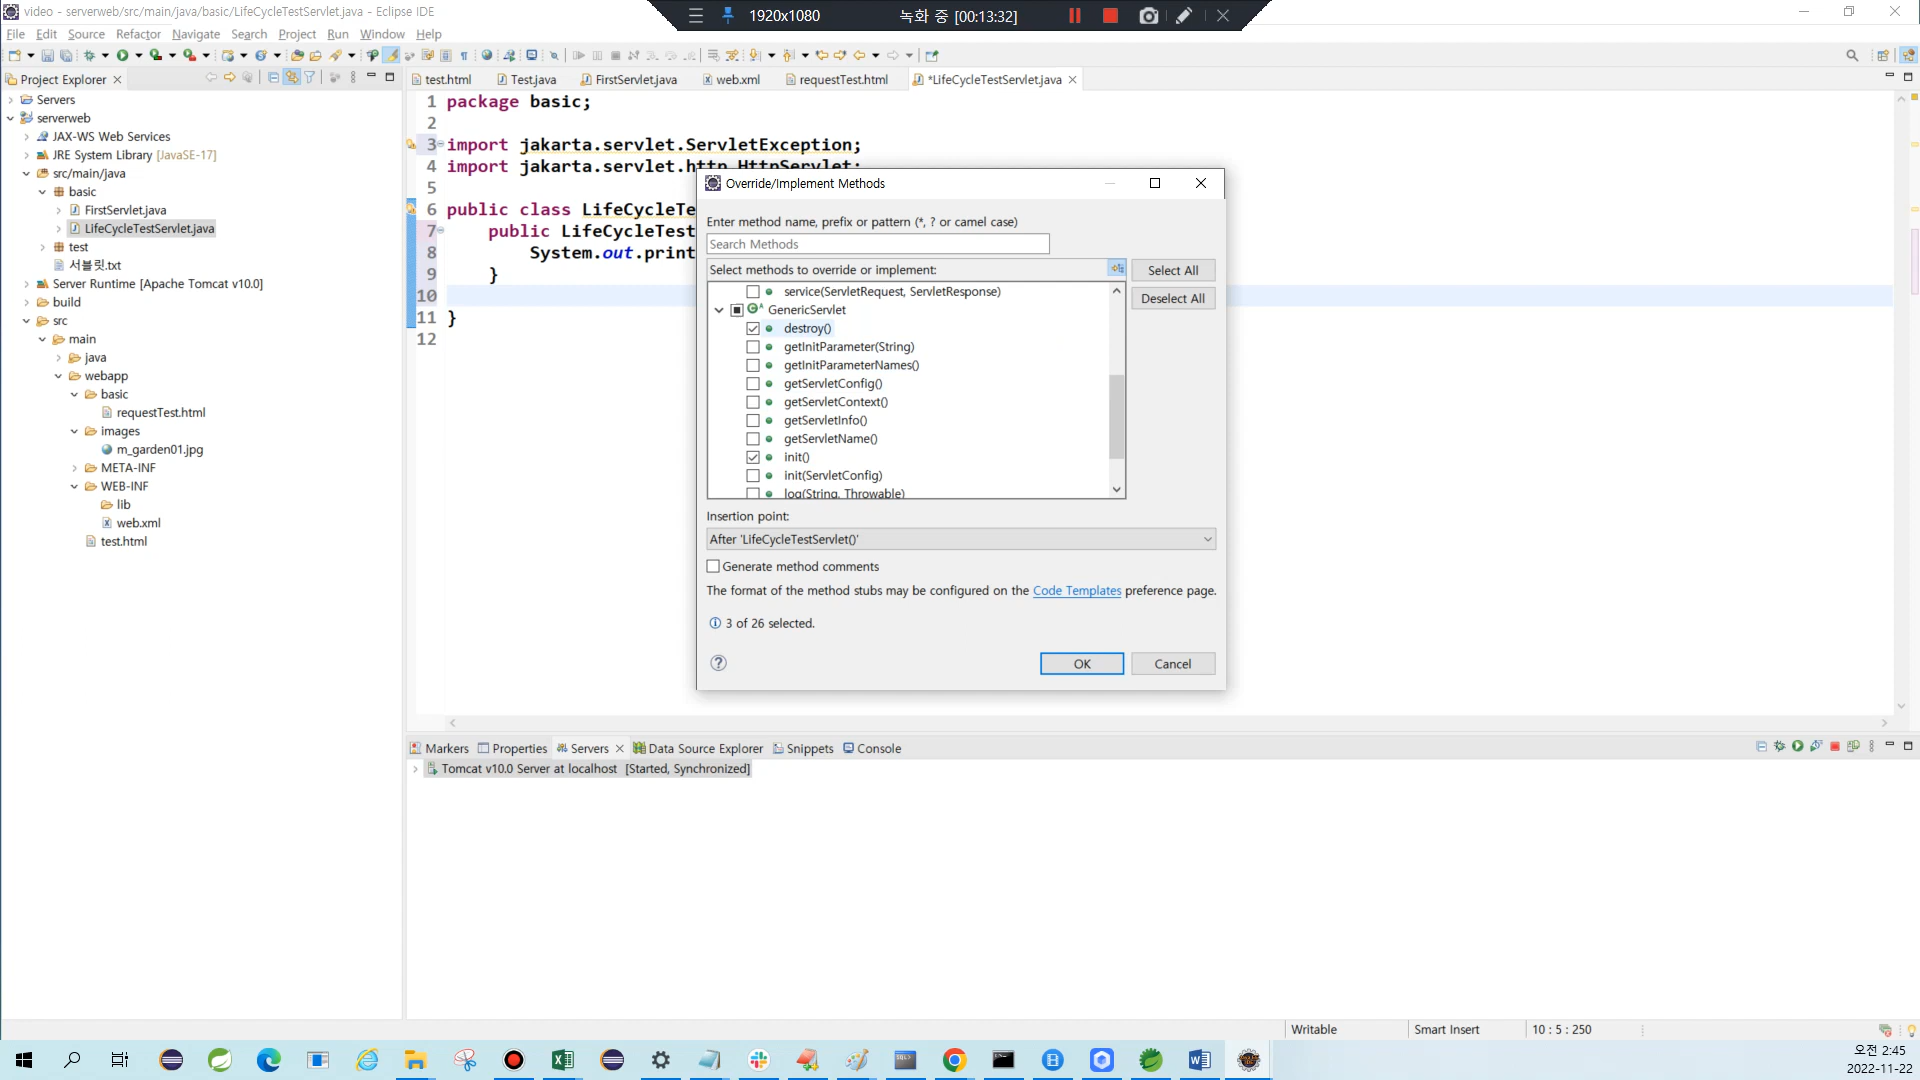 video - serverweb/src/main/java/basic/LifeCycleTestServlet.java - Eclipse IDE
1920x1080
녹화 중 [00:13:32]
File Edit Source Refactor Navigate Search Project Run Window Help
Project Explorer
test.html Test.java FirstServlet.java web.xml requestTest.html *LifeCycleTestServlet.java
Servers
serverweb
JAX-WS Web Services
JRE System Library [JavaSE-17]
src/main/java
basic
FirstServlet.java
LifeCycleTestServlet.java
test
서블릿.txt
Server Runtime [Apache Tomcat v10.0]
build
src
main
java
webapp
basic
requestTest.html
images
m_garden01.jpg
META-INF
WEB-INF
lib
web.xml
test.html
1 package basic;
2
3 import jakarta.servlet.ServletException;
4 import jakarta.servlet.http.HttpServlet;
5
6 public class LifeCycleTe
7 public LifeCycleTest
8 System.out.print
9 }
10
11 }
12
Override/Implement Methods
Enter method name, prefix or pattern (*, ? or camel case)
Search Methods
Select methods to override or implement:
Select All
Deselect All
service(ServletRequest, ServletResponse)
GenericServlet
destroy()
getInitParameter(String)
getInitParameterNames()
getServletConfig()
getServletContext()
getServletInfo()
getServletName()
init()
init(ServletConfig)
log(String, Throwable)
Insertion point:
After 'LifeCycleTestServlet()'
Generate method comments
The format of the method stubs may be configured on the Code Templates preference page.
3 of 26 selected.
OK Cancel
Markers Properties Servers Data Source Explorer Snippets Console
Tomcat v10.0 Server at localhost [Started, Synchronized]
Writable Smart Insert 10 : 5 : 250
오전 2:45
2022-11-22